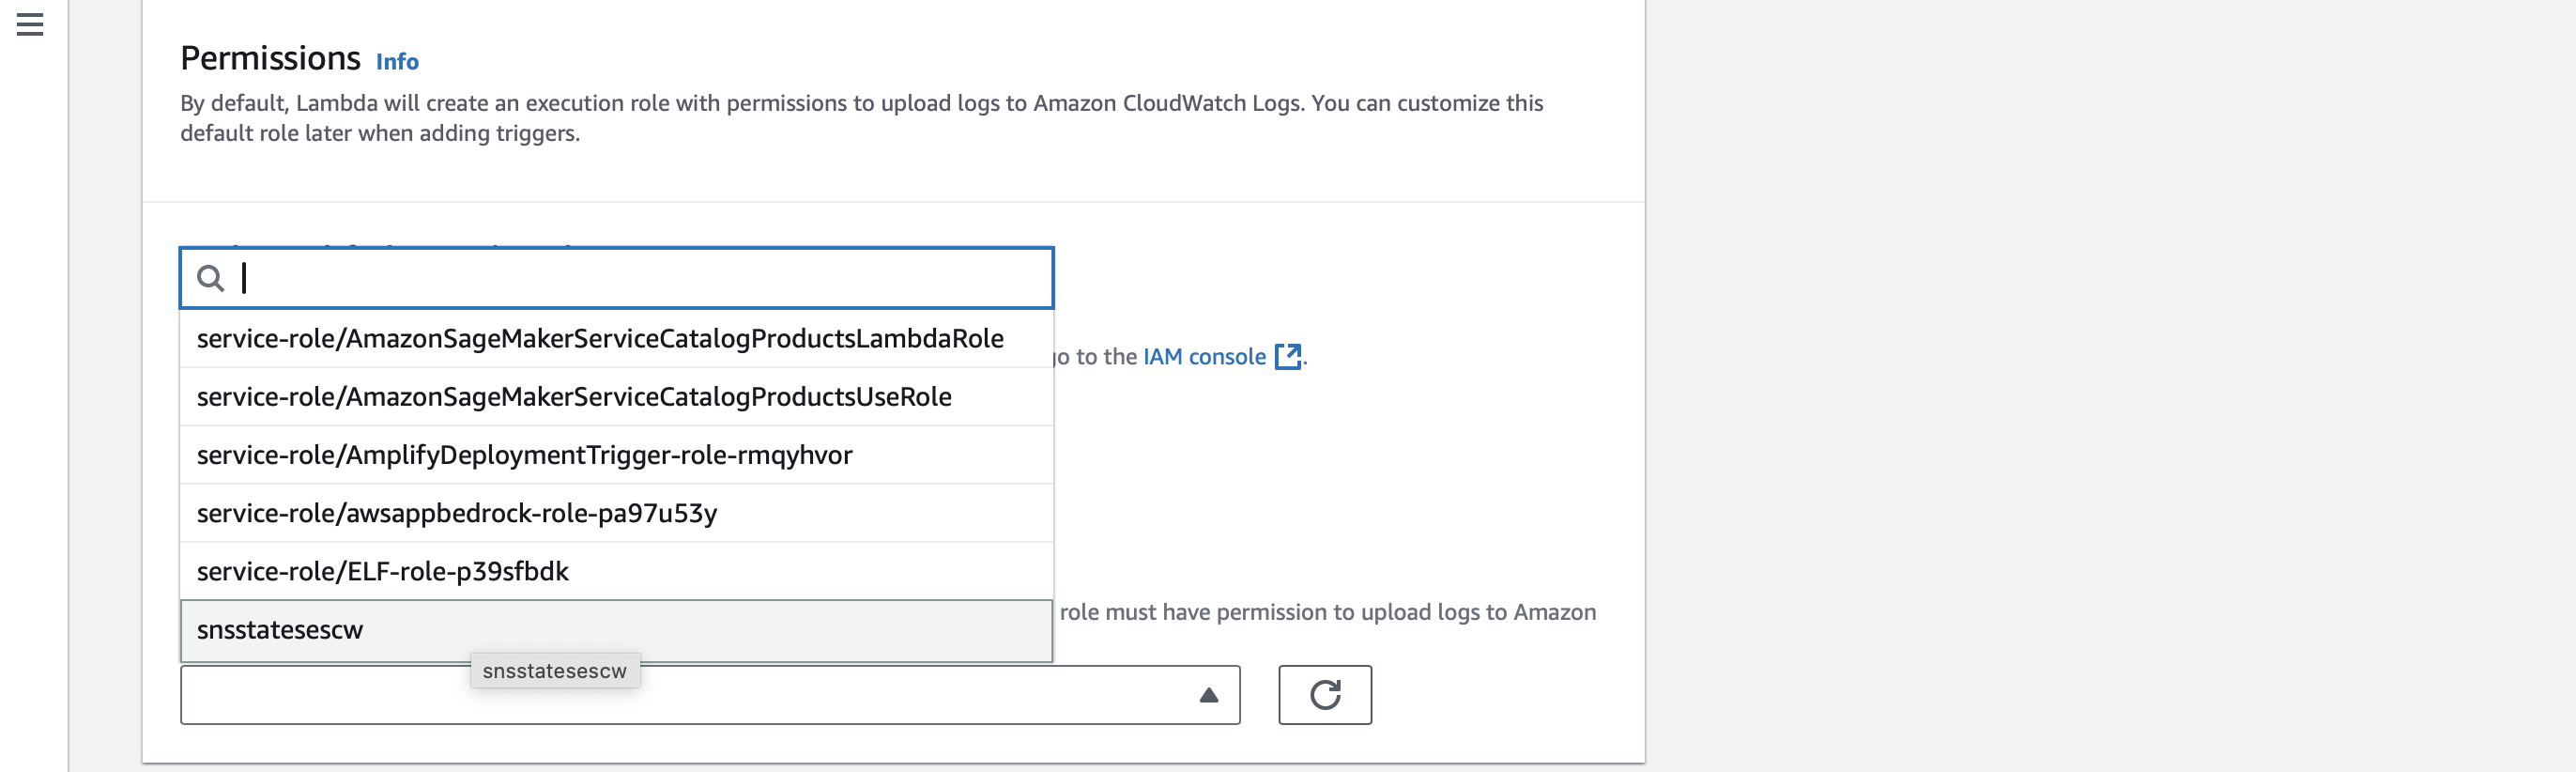 Permissions Info
By default, Lambda will create an execution role with permissions to upload logs to Amazon CloudWatch Logs. You can customize this
default role later when adding triggers.
service-role/AmazonSageMakerServiceCatalogProductsLambdaRole
go to the IAM console .
service-role/AmazonSageMakerServiceCatalogProductsUseRole
service-role/AmplifyDeploymentTrigger-role-rmqyhvor
service-role/awsappbedrock-role-pa97u53y
service-role/ELF-role-p39sfbdk
role must have permission to upload logs to Amazon
snsstatesescw
snsstatesescw